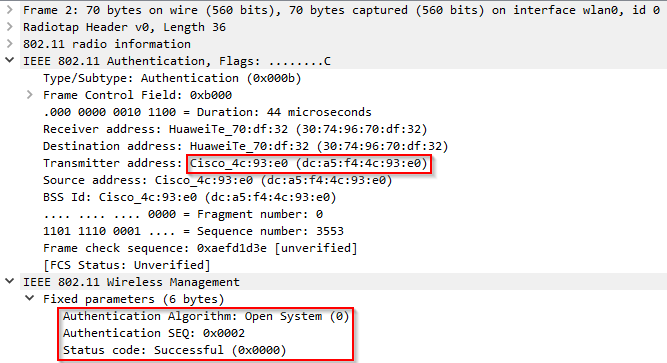 Frame 2: 70 bytes on wire (560 bits), 70 bytes captured (560 bits) on interface wlan0, id 0
Radiotap Header v0, Length 36
802.11 radio information
IEEE 802.11 Authentication, Flags: ........C
Type/Subtype: Authentication (0x000b)
Frame Control Field: 0xb000
.000 0000 0010 1100 = Duration: 44 microseconds
Receiver address: HuaweiTe_70:df:32 (30:74:96:70:df:32)
Destination address: HuaweiTe_70:df:32 (30:74:96:70:df:32)
Transmitter address: Cisco_4c:93:e0 (dc:a5:f4:4c:93:e0)
Source address: Cisco_4c:93:e0 (dc:a5:f4:4c:93:e0)
BSS Id: Cisco_4c:93:e0 (dc:a5:f4:4c:93:e0)
.... .... .... 0000 = Fragment number: 0
1101 1110 0001 .... = Sequence number: 3553
Frame check sequence: 0xaefd1d3e [unverified]
[FCS Status: Unverified]
IEEE 802.11 Wireless Management
Fixed parameters (6 bytes)
Authentication Algorithm: Open System (0)
Authentication SEQ: 0x0002
Status code: Successful (0x0000)